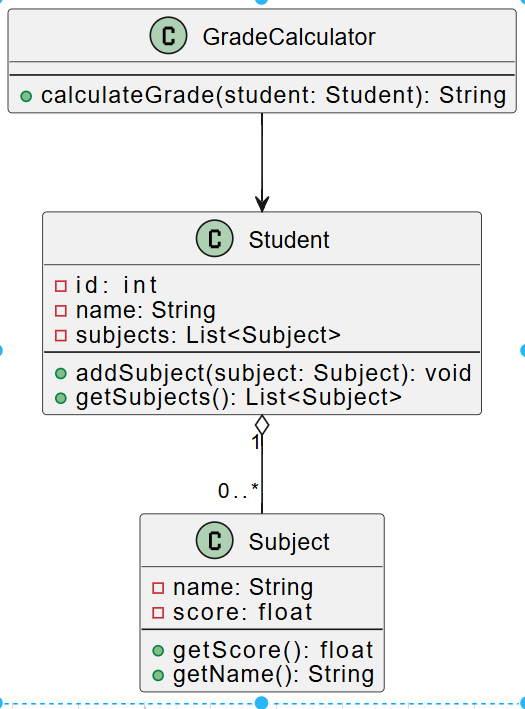 C GradeCalculator
calculateGrade(student: Student): String
C Student
id: int
name: String
subjects: List<Subject>
addSubject(subject: Subject): void
getSubjects(): List<Subject>
1
0..*
C Subject
name: String
score: float
getScore(): float
getName(): String